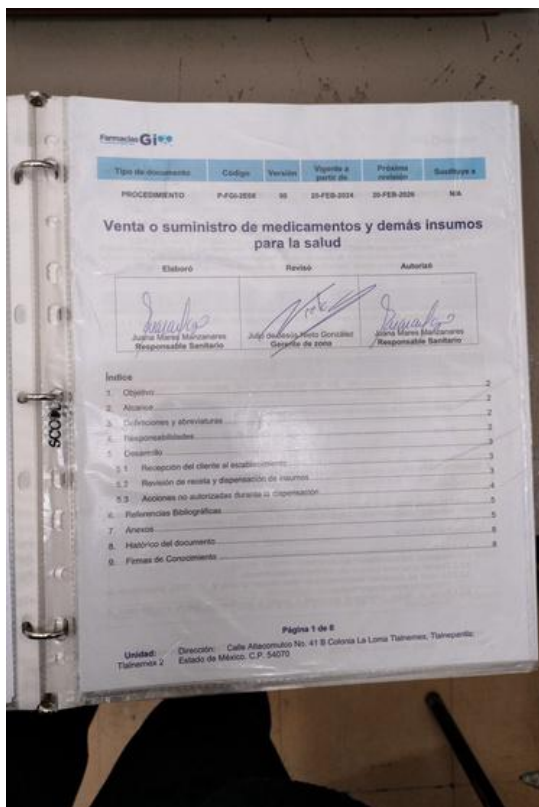 Farmacias Gi
Tipo de documento Código Versión Vigente a partir de Próxima revisión Sustituye a
PROCEDIMIENTO 00 20-FEB-2024 20-FEB-2026 N/A
Venta o suministro de medicamentos y demás insumos
para la salud
Elaboró Revisó Autorizó
Juana Mares Manzanares Julio de Jesús Nieto González Juana Mares Manzanares
Responsable Sanitario Gerente de zona Responsable Sanitario
Índice
1. Objetivo 2
2. Alcance 2
3. Definiciones y abreviaturas 2
4. Responsabilidades
5. Desarrollo 3
5.1 Recepción del cliente al establecimiento 3
5.2 Revisión de receta y dispensación de insumos 3
5.3 Acciones no autorizadas durante la dispensación 4
6. Referencias Bibliográficas 5
7. Anexos 5
8. Histórico del documento
9. Firmas de Conocimiento 8
Página 1 de 8
Unidad: Dirección: Calle Atlacomulco No. 41 B Colonia La Loma Tlalnemex, Tlalnepantla;
Tlalnemex 2 Estado de México. C.P. 54070
SCO